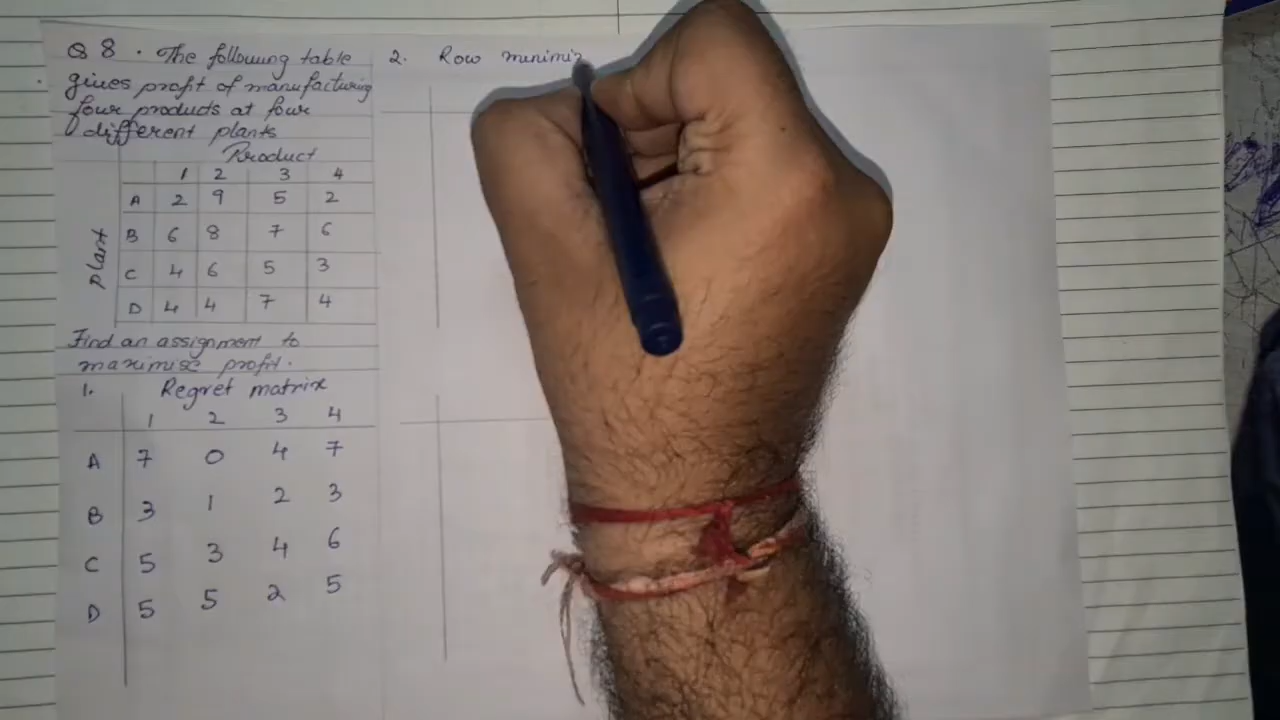 Q 8. The following table
gives profit of manufacturing
four products at four
different plants
Product
1 2 3 4
A 2 9 5 2
B 6 8 7 6
C 4 6 5 3
D 4 4 7 4
Plant
Find an assignment to
maximise profit.
1. Regret matrix
1 2 3 4
A 7 0 4 7
B 3 1 2 3
C 5 3 4 6
D 5 5 2 5
2. Row minimiz